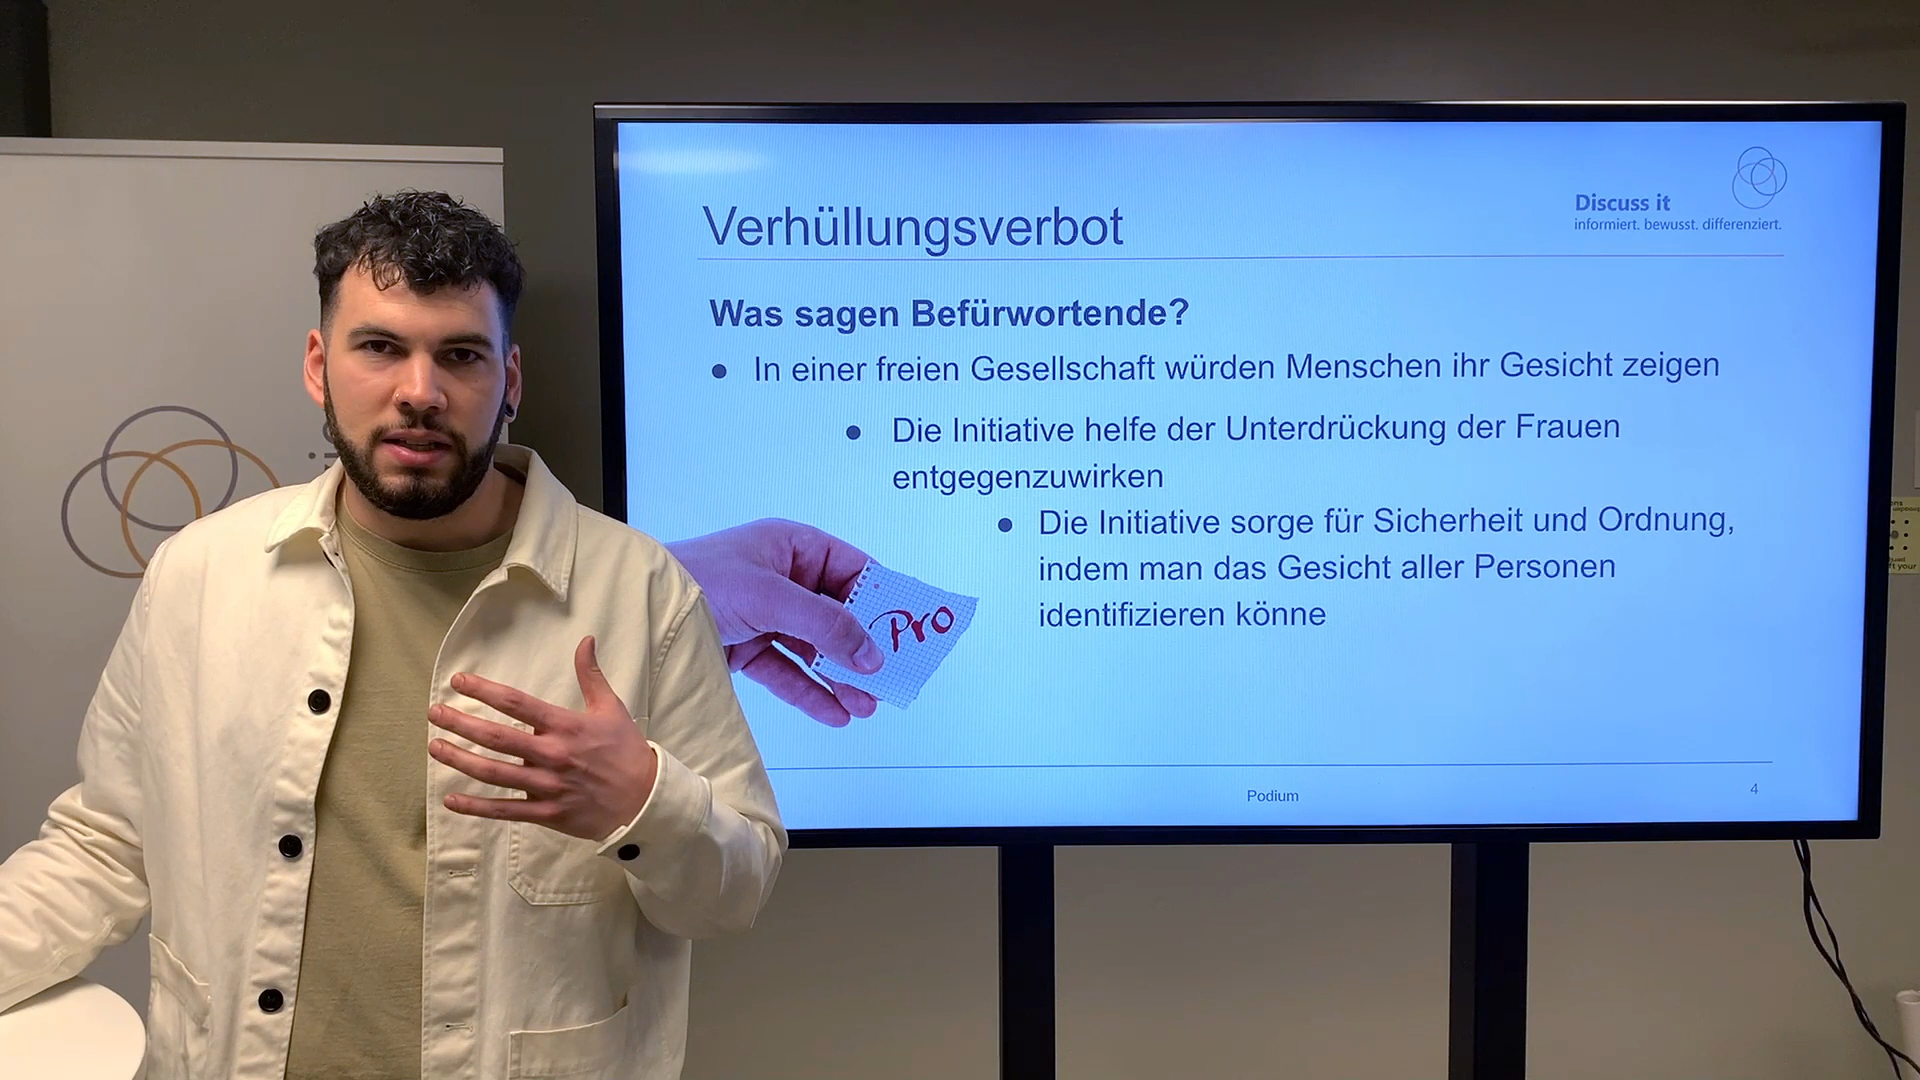 Verhüllungsverbot
Discuss it
informiert. bewusst. differenziert.
Was sagen Befürwortende?
● In einer freien Gesellschaft würden Menschen ihr Gesicht zeigen
● Die Initiative helfe der Unterdrückung der Frauen
entgegenzuwirken
● Die Initiative sorge für Sicherheit und Ordnung,
indem man das Gesicht aller Personen
identifizieren könne
Pro
Podium
4